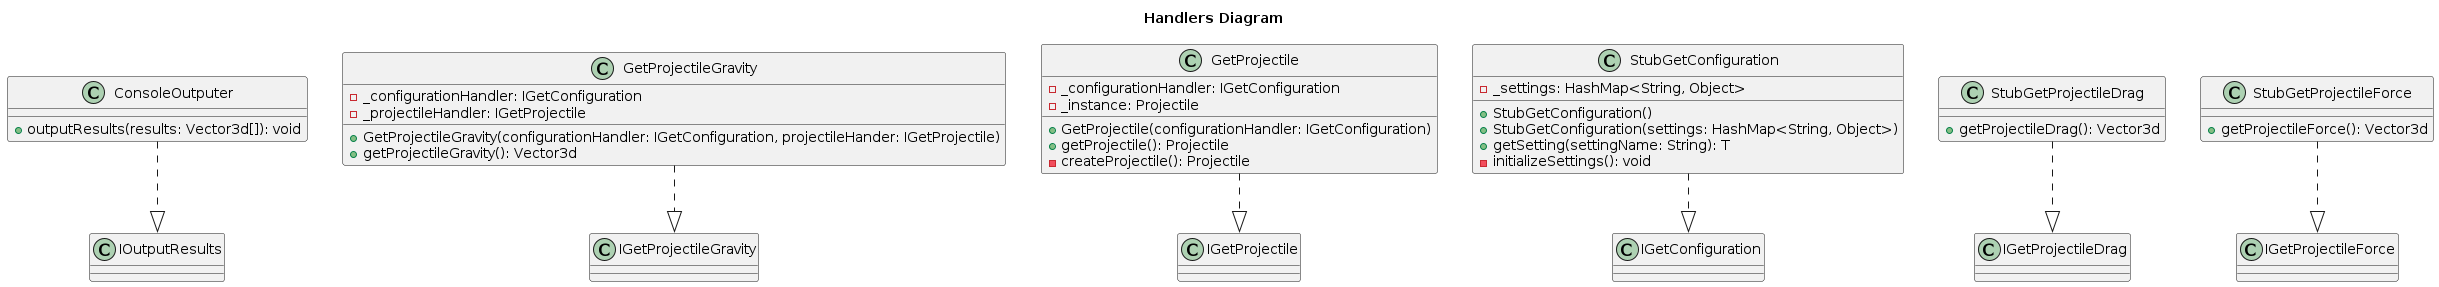 Handlers Diagram
C ConsoleOutputer
outputResults(results: Vector3d[]): void
C GetProjectileGravity
_configurationHandler: IGetConfiguration
_projectileHandler: IGetProjectile
GetProjectileGravity(configurationHandler: IGetConfiguration, projectileHander: IGetProjectile)
getProjectileGravity(): Vector3d
C GetProjectile
_configurationHandler: IGetConfiguration
_instance: Projectile
GetProjectile(configurationHandler: IGetConfiguration)
getProjectile(): Projectile
createProjectile(): Projectile
C StubGetConfiguration
_settings: HashMap<String, Object>
StubGetConfiguration()
StubGetConfiguration(settings: HashMap<String, Object>)
getSetting(settingName: String): T
initializeSettings(): void
C StubGetProjectileDrag
getProjectileDrag(): Vector3d
C StubGetProjectileForce
getProjectileForce(): Vector3d
C IOutputResults
C IGetProjectileGravity
C IGetProjectile
C IGetConfiguration
C IGetProjectileDrag
C IGetProjectileForce